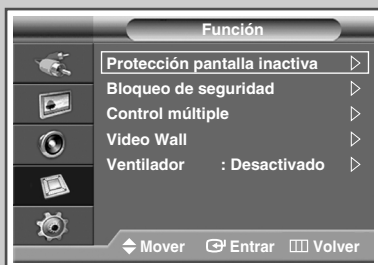 Función
Protección pantalla inactiva
Bloqueo de seguridad
Control múltiple
Video Wall
Ventilador : Desactivado
Mover Entrar Volver